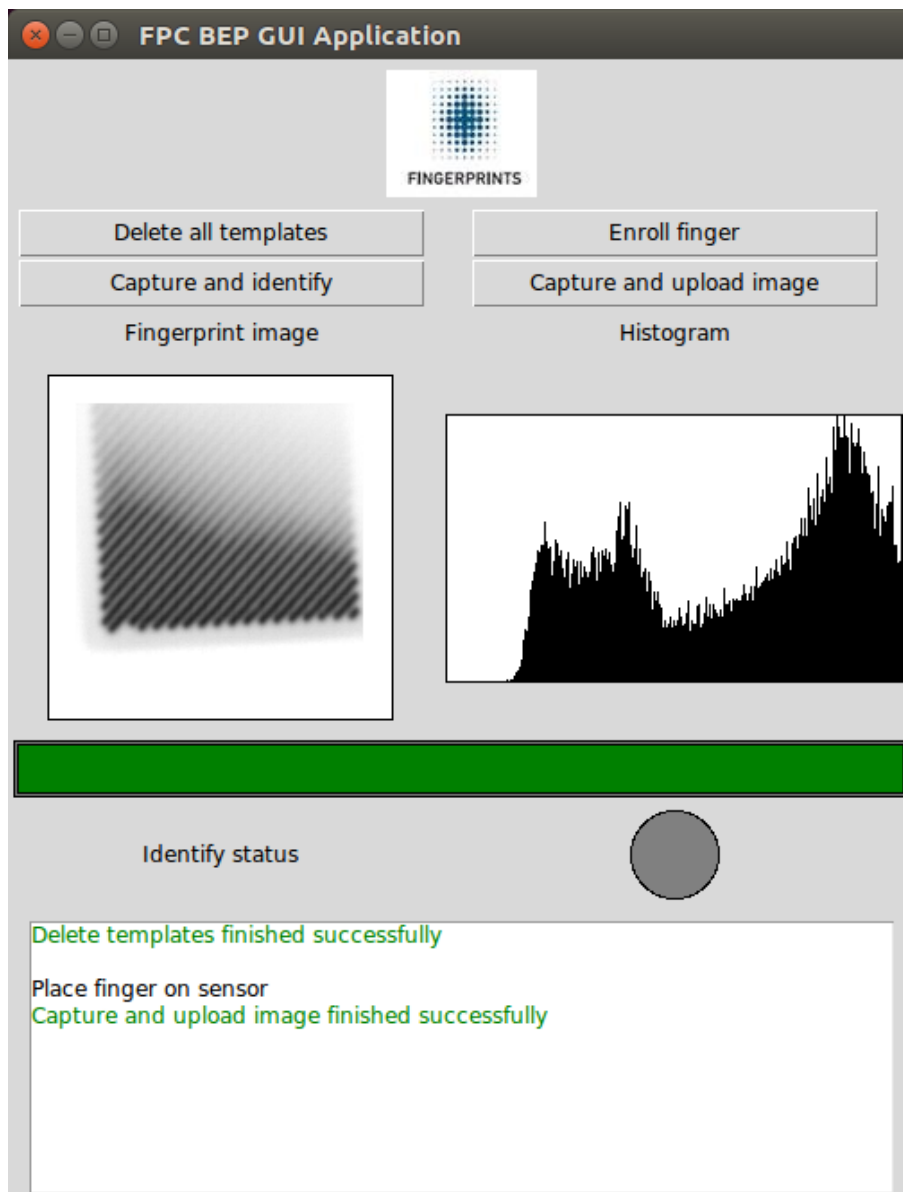 FPC BEP GUI Application
FINGERPRINTS
Delete all templates
Enroll finger
Capture and identify
Capture and upload image
Fingerprint image
Histogram
Identify status
Delete templates finished successfully
Place finger on sensor
Capture and upload image finished successfully